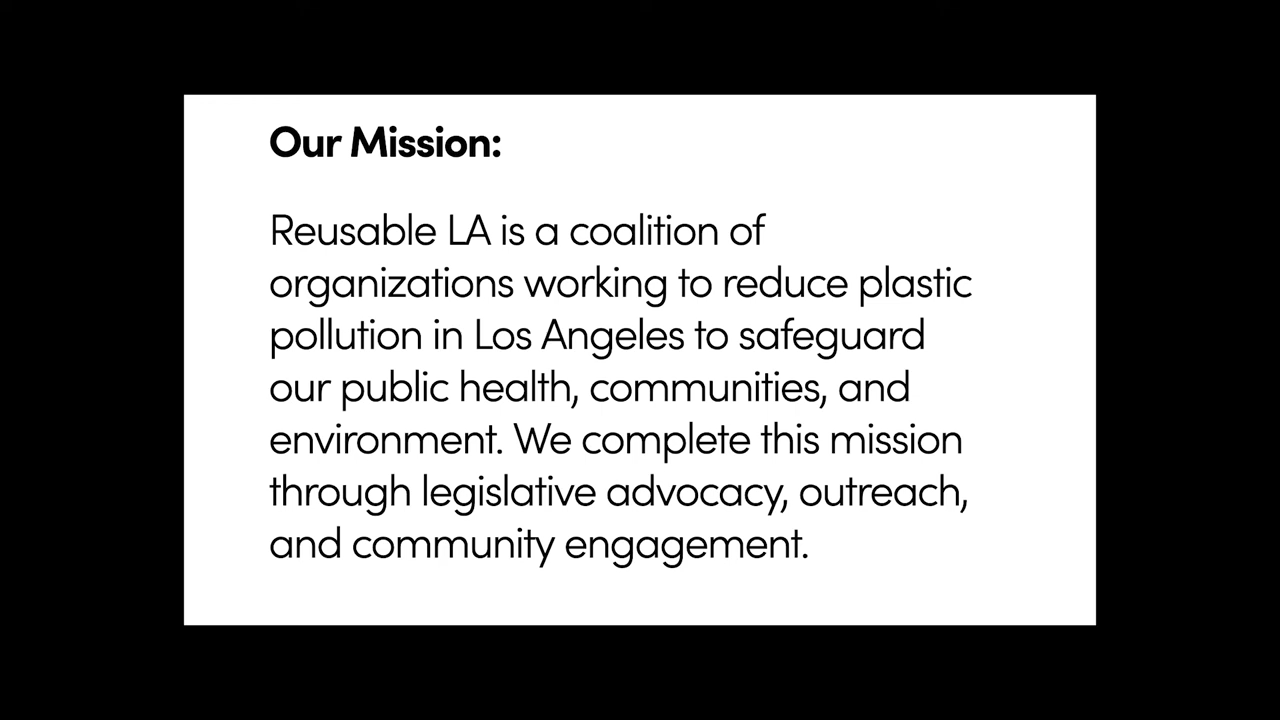 Our Mission:
Reusable LA is a coalition of
organizations working to reduce plastic
pollution in Los Angeles to safeguard
our public health, communities, and
environment. We complete this mission
through legislative advocacy, outreach,
and community engagement.